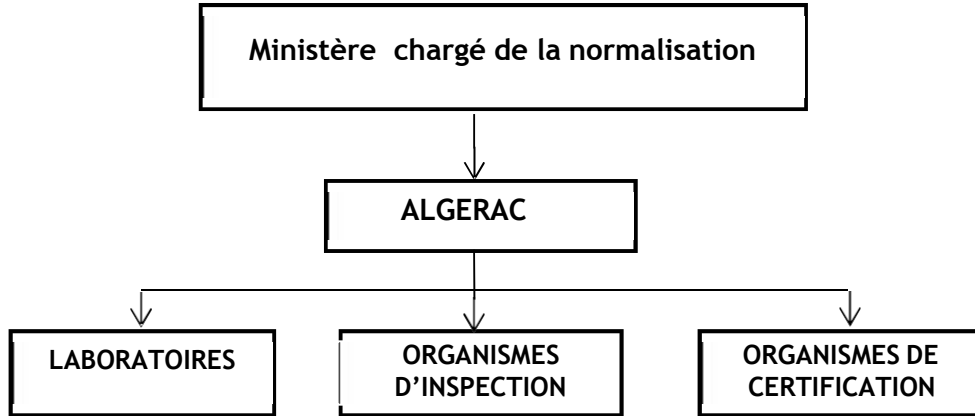 Ministère chargé de la normalisation
ALGERAC
LABORATOIRES
ORGANISMES
D'INSPECTION
ORGANISMES DE
CERTIFICATION